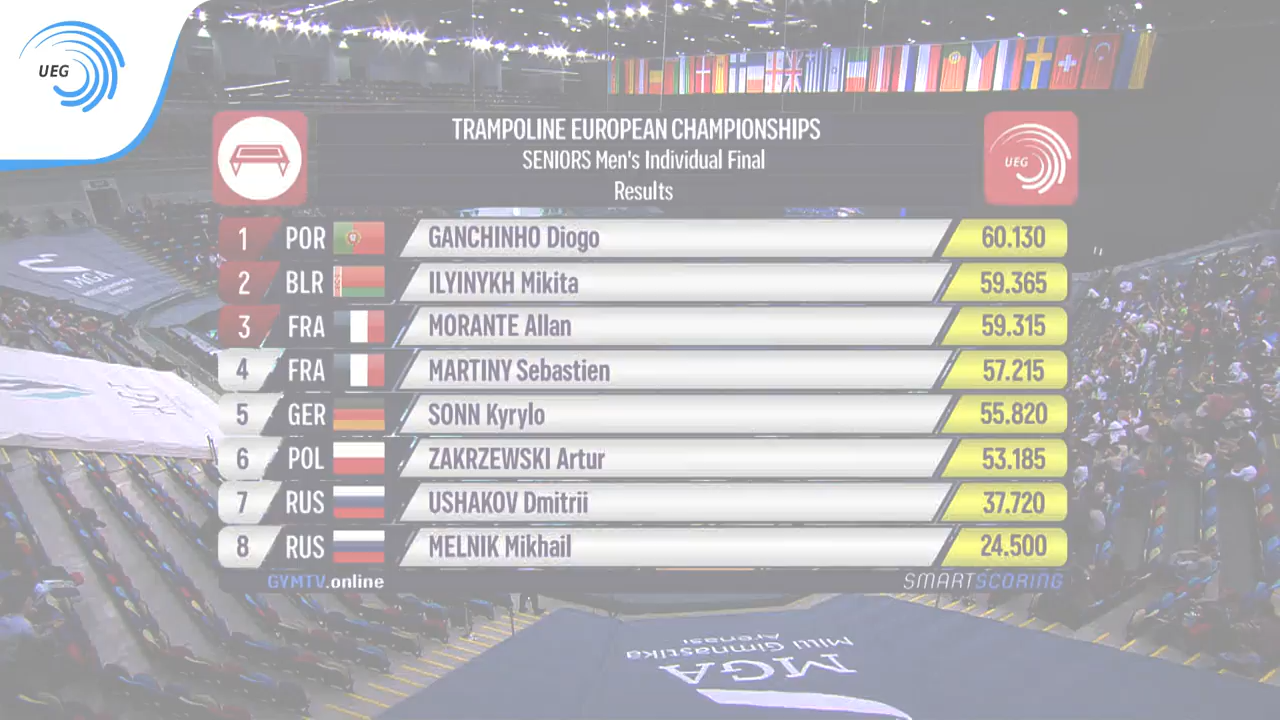 UEG
TRAMPOLINE EUROPEAN CHAMPIONSHIPS
SENIORS Men's Individual Final
UEG
Results
1 POR GANCHINHO Diogo 60.130
2 BLR ILYINYKH Mikita 59.365
3 FRA MORANTE Allan 59.315
4 FRA MARTINY Sebastien 57.215
5 GER SONN Kyrylo 55.820
6 POL ZAKRZEWSKI Artur 53.185
7 RUS USHAKOV Dmitrii 37.720
8 RUS MELNIK Mikhail 24.500
GYMTV.online SMARTSCORING
MGA
Milli Gimnastika
Arenası
MGA